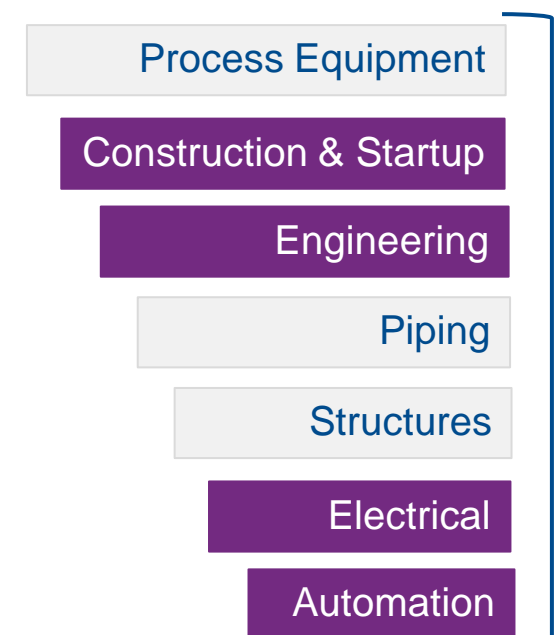 Process Equipment
Construction & Startup
Engineering
Piping
Structures
Electrical
Automation